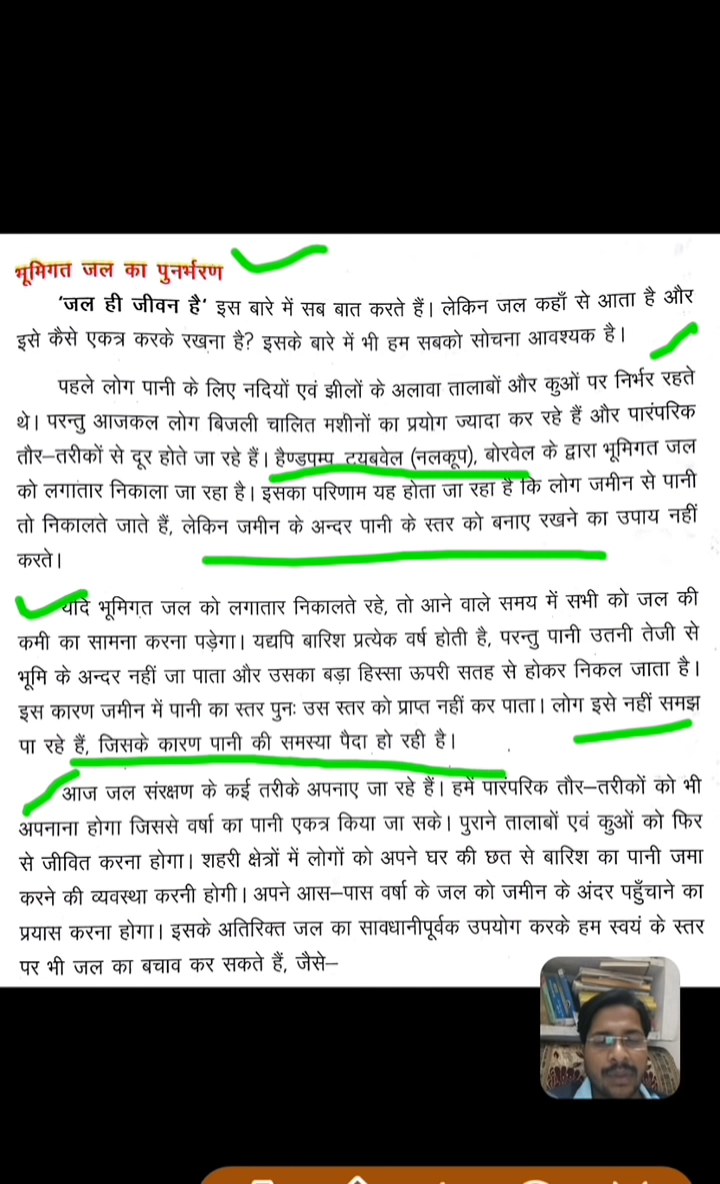 भूमिगत जल का पुनर्भरण
'जल ही जीवन है' इस बारे में सब बात करते हैं। लेकिन जल कहाँ से आता है और
इसे कैसे एकत्र करके रखना है? इसके बारे में भी हम सबको सोचना आवश्यक है।
पहले लोग पानी के लिए नदियों एवं झीलों के अलावा तालाबों और कुओं पर निर्भर रहते
थे। परन्तु आजकल लोग बिजली चालित मशीनों का प्रयोग ज्यादा कर रहे हैं और पारंपरिक
तौर–तरीकों से दूर होते जा रहे हैं। हैण्डपम्प, ट्यूबवेल (नलकूप), बोरवेल के द्वारा भूमिगत जल
को लगातार निकाला जा रहा है। इसका परिणाम यह होता जा रहा है कि लोग जमीन से पानी
तो निकालते जाते हैं, लेकिन जमीन के अन्दर पानी के स्तर को बनाए रखने का उपाय नहीं
करते।
यदि भूमिगत जल को लगातार निकालते रहे, तो आने वाले समय में सभी को जल की
कमी का सामना करना पड़ेगा। यद्यपि बारिश प्रत्येक वर्ष होती है, परन्तु पानी उतनी तेजी से
भूमि के अन्दर नहीं जा पाता और उसका बड़ा हिस्सा ऊपरी सतह से होकर निकल जाता है।
इस कारण जमीन में पानी का स्तर पुनः उस स्तर को प्राप्त नहीं कर पाता। लोग इसे नहीं समझ
पा रहे हैं, जिसके कारण पानी की समस्या पैदा हो रही है।
आज जल संरक्षण के कई तरीके अपनाए जा रहे हैं। हमें पारंपरिक तौर–तरीकों को भी
अपनाना होगा जिससे वर्षा का पानी एकत्र किया जा सके। पुराने तालाबों एवं कुओं को फिर
से जीवित करना होगा। शहरी क्षेत्रों में लोगों को अपने घर की छत से बारिश का पानी जमा
करने की व्यवस्था करनी होगी। अपने आस–पास वर्षा के जल को जमीन के अंदर पहुँचाने का
प्रयास करना होगा। इसके अतिरिक्त जल का सावधानीपूर्वक उपयोग करके हम स्वयं के स्तर
पर भी जल का बचाव कर सकते हैं, जैसे–